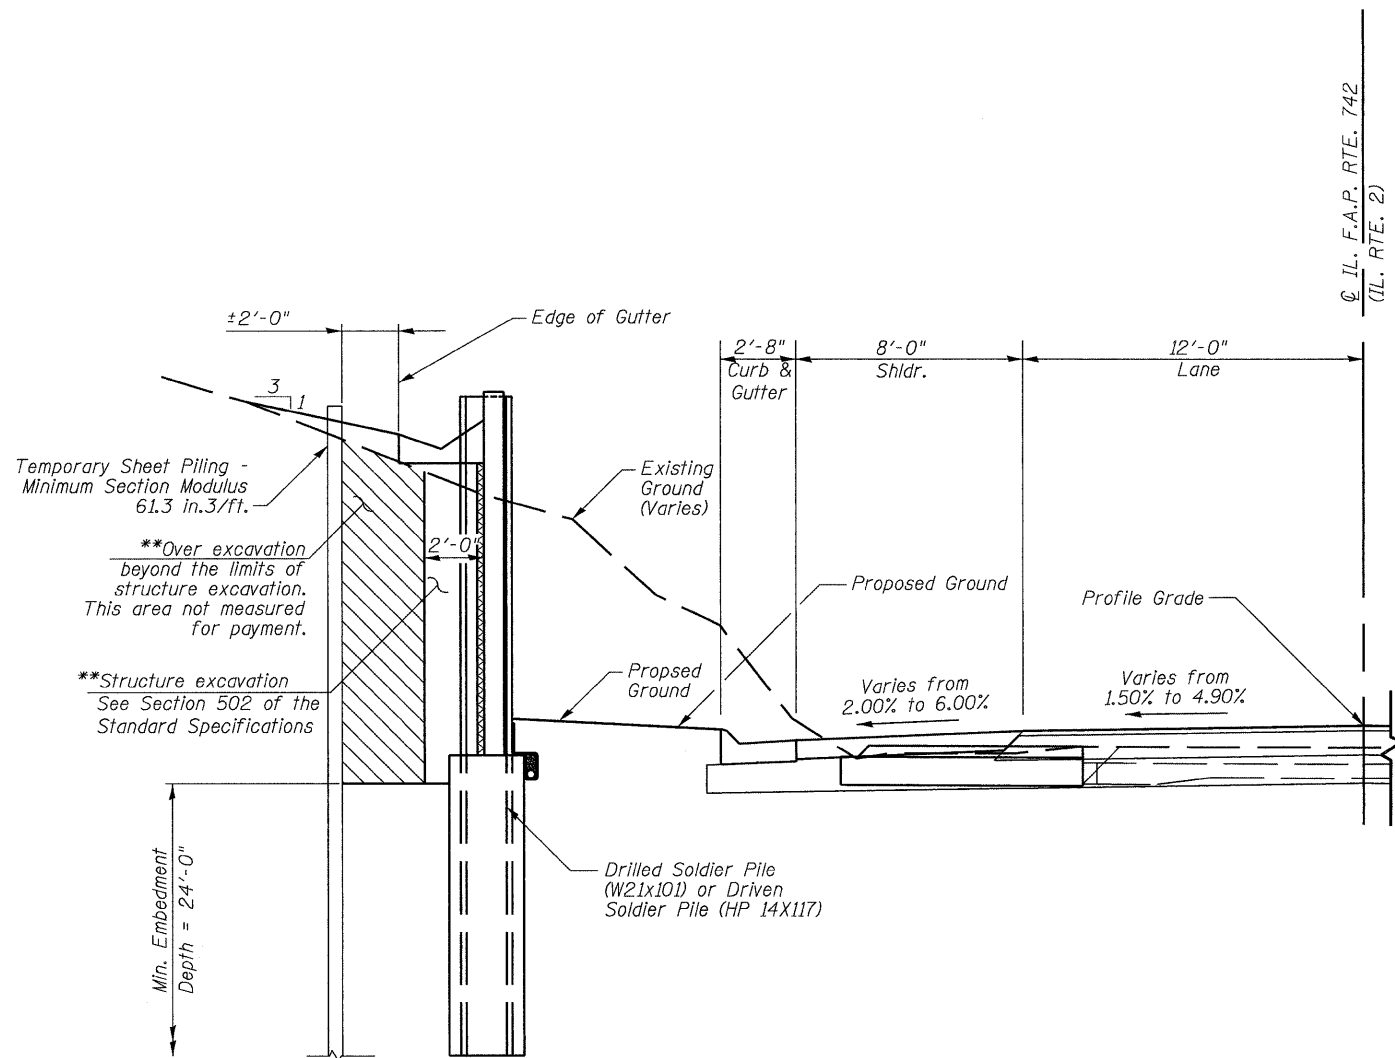 ℄ IL. F.A.P. RTE. 742
(IL. RTE. 2)
±2'-0"
Edge of Gutter
2'-8"
Curb &
Gutter
8'-0"
Shldr.
12'-0"
Lane
3
1
Temporary Sheet Piling -
Minimum Section Modulus
61.3 in.3/ft.
Existing
Ground
(Varies)
**Over excavation
beyond the limits of
structure excavation.
This area not measured
for payment.
2'-0"
Proposed Ground
Profile Grade
**Structure excavation
See Section 502 of the
Standard Specifications
Propsed
Ground
Varies from
2.00% to 6.00%
Varies from
1.50% to 4.90%
Min. Embedment
Depth = 24'-0"
Drilled Soldier Pile
(W21x101) or Driven
Soldier Pile (HP 14X117)